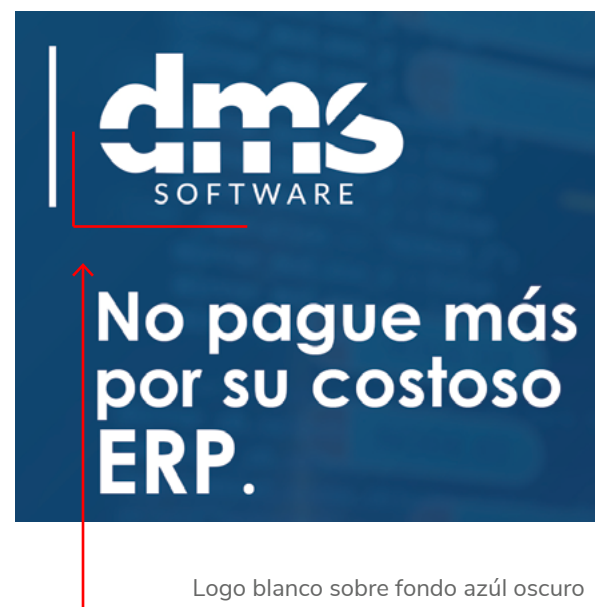 dms
SOFTWARE
No pague más
por su costoso
ERP.
Logo blanco sobre fondo azúl oscuro